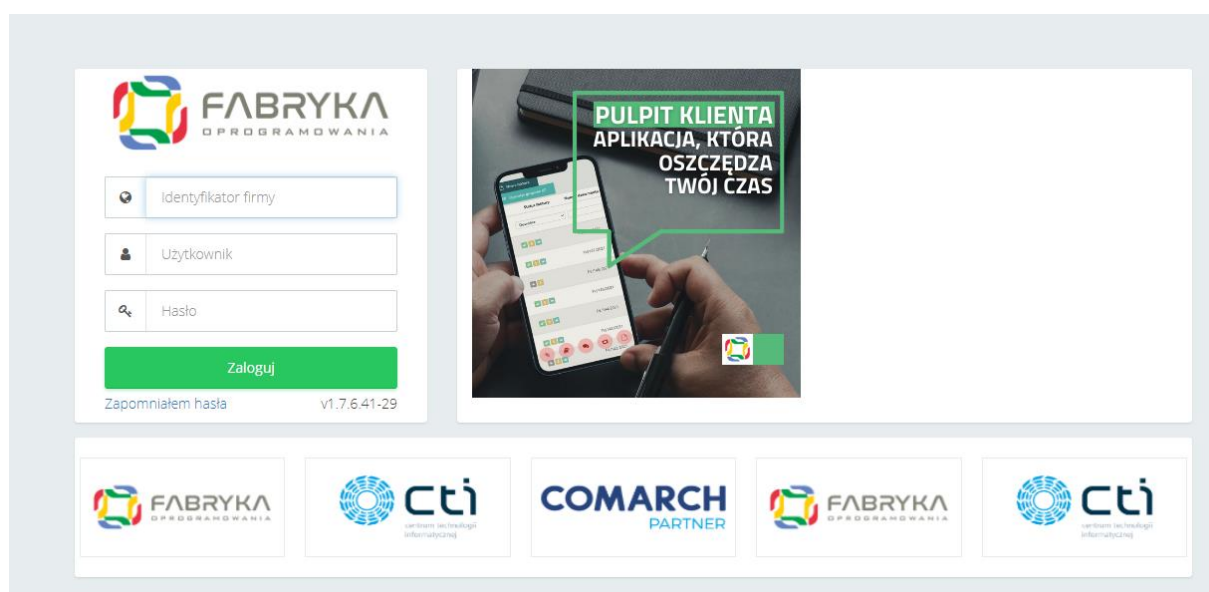 FABRYKA
OPROGRAMOWANIA
Identyfikator firmy
Użytkownik
Hasło
Zaloguj
Zapomniałem hasła
v1.7.6.41-29
PULPIT KLIENTA
APLIKACJA, KTÓRA
OSZCZĘDZA
TWÓJ CZAS
FABRYKA
OPROGRAMOWANIA
cti
centrum technologii
informatycznej
COMARCH
PARTNER
FABRYKA
OPROGRAMOWANIA
cti
centrum technologii
informatycznej